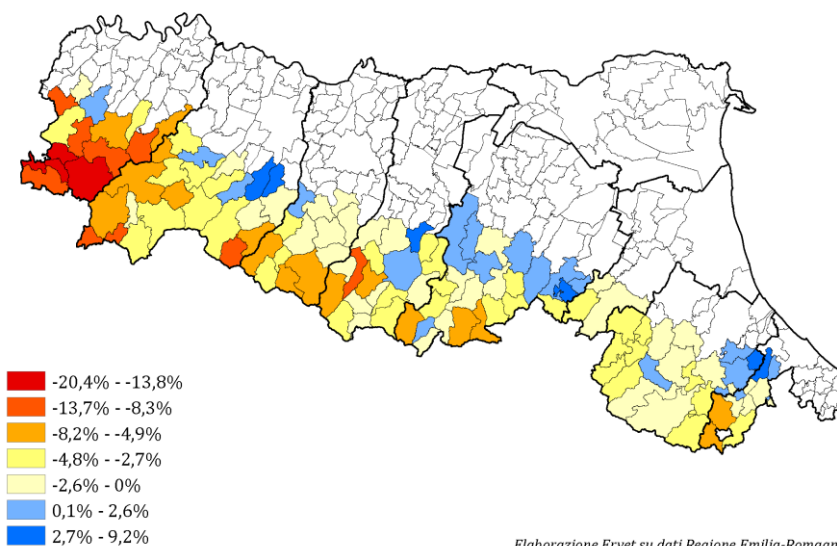 -20,4% - -13,8%
-13,7% - -8,3%
-8,2% - -4,9%
-4,8% - -2,7%
-2,6% - 0%
0,1% - 2,6%
2,7% - 9,2%
Elaborazione Ervet su dati Regione Emilia-Romagn